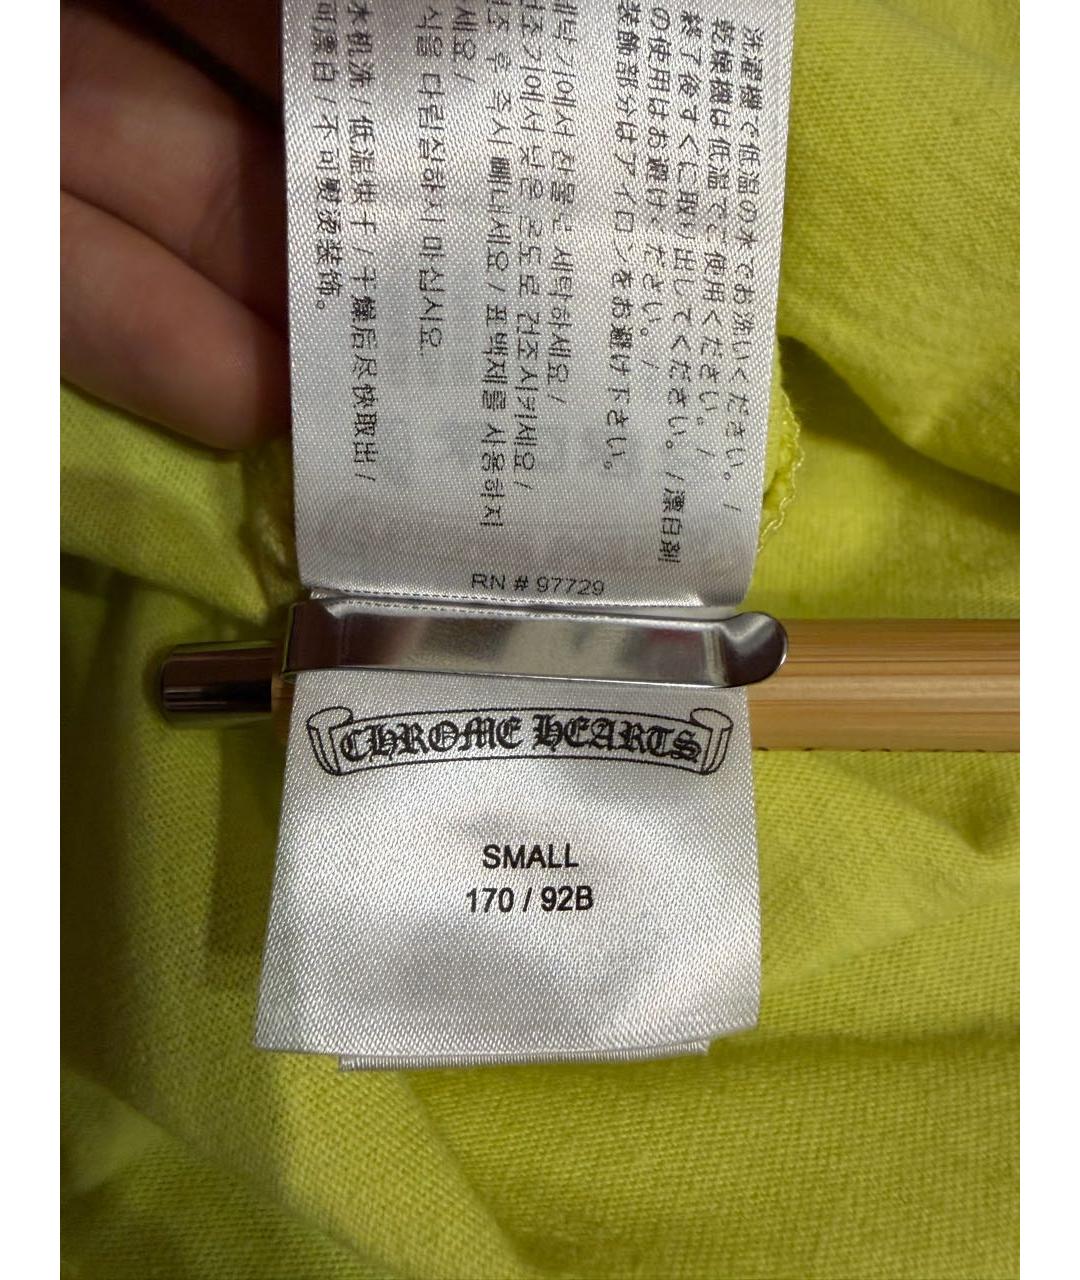 洗濯機で低温の水でお洗いください。/
乾燥機は低温でご使用ください。/
終了後すぐに取り出してください。/漂白剤
の使用はお避けください。/
装飾部分はアイロンをお避け下さい。
세탁기에서 찬물로 세탁하세요/
건조기에서 낮은 온도로 건조시키세요/
건조 후 즉시 빼내세요/표백제를 사용하지
마세요/
장식을 다림질하지 마십시오.
冷水机洗/低温烘干/干燥后尽快取出/
不可漂白/不可熨烫装饰。
RN # 97729
CHROME HEARTS
SMALL
170 / 92B